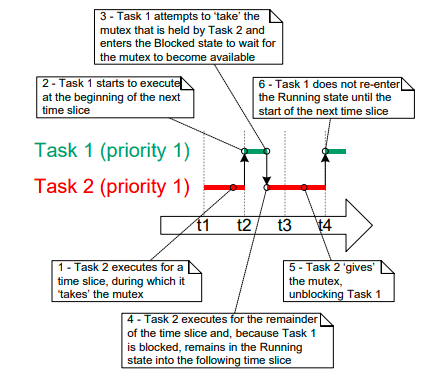 3 - Task 1 attempts to 'take' the
mutex that is held by Task 2 and
enters the Blocked state to wait for
the mutex to become available
2 - Task 1 starts to execute
at the beginning of the next
time slice
6 - Task 1 does not re-enter
the Running state until the
start of the next time slice
Task 1 (priority 1)
Task 2 (priority 1)
t1 t2 t3 t4
1 - Task 2 executes for a
time slice, during which it
'takes' the mutex
5 - Task 2 'gives'
the mutex,
unblocking Task 1
4 - Task 2 executes for the remainder
of the time slice and, because Task 1
is blocked, remains in the Running
state into the following time slice